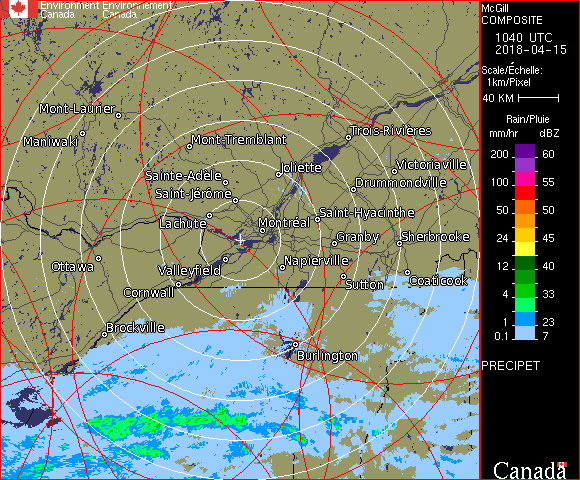 Environment Environnement
Canada Canada
McGill
COMPOSITE
1040 UTC
2018-04-15
Scale/Échelle:
1km/Pixel
40 KM
Rain/Pluie
mm/hr dBZ
200 60
100 55
50 50
24 45
12 40
4 33
1 23
0.1 7
PRECIPET
Canada
Mont-Laurier
Maniwaki
Mont-Tremblant
Trois-Rivières
Sainte-Adèle
Joliette
Victoriaville
Saint-Jérôme
Drummondville
Lachute
Montréal
Saint-Hyacinthe
Granby
Sherbrooke
Ottawa
Valleyfield
Napierville
Cornwall
Sutton
Coaticook
Brockville
Burlington